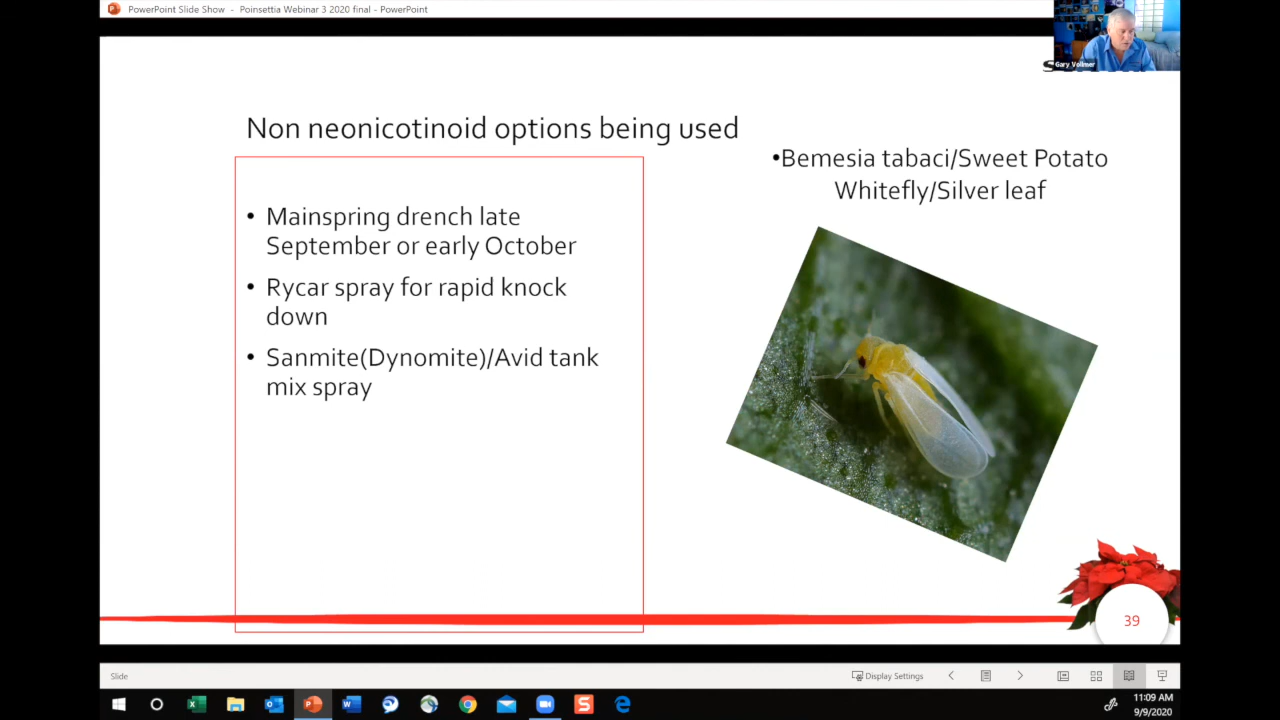 PowerPoint Slide Show - Poinsettia Webinar 3 2020 final - PowerPoint
Gary Vollmer
Non neonicotinoid options being used
•Bemesia tabaci/Sweet Potato
Whitefly/Silver leaf
• Mainspring drench late
September or early October
• Rycar spray for rapid knock
down
• Sanmite(Dynomite)/Avid tank
mix spray
39
Slide
Display Settings
11:09 AM
9/9/2020